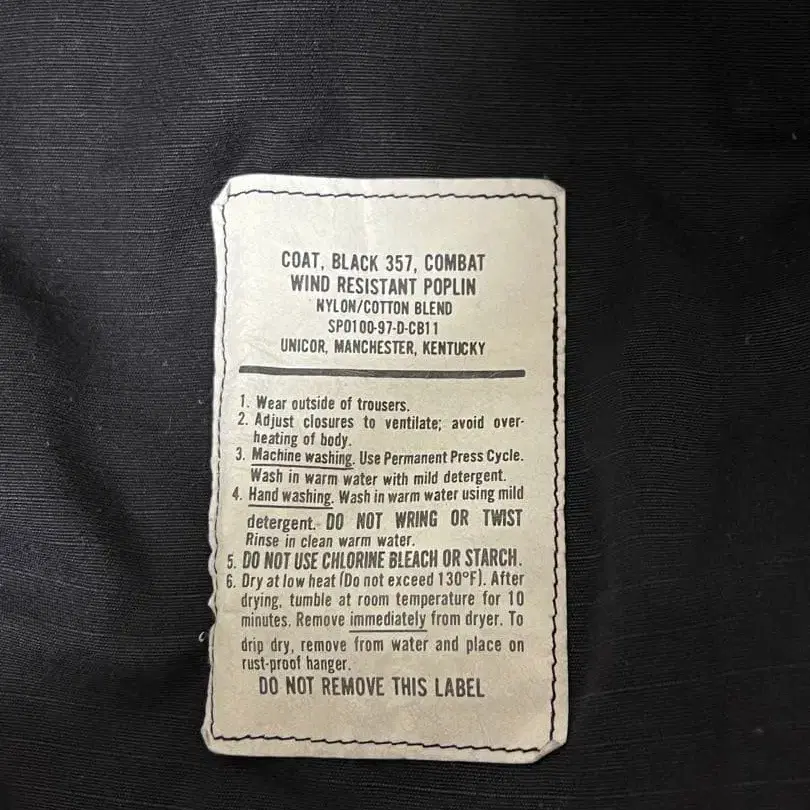 COAT, BLACK 357, COMBAT
WIND RESISTANT POPLIN
NYLON/COTTON BLEND
SPO100-97-D-CB11
UNICOR, MANCHESTER, KENTUCKY
1. Wear outside of trousers.
2. Adjust closures to ventilate; avoid over-
heating of body.
3. Machine washing. Use Permanent Press Cycle.
Wash in warm water with mild detergent.
4. Hand washing. Wash in warm water using mild
detergent. DO NOT WRING OR TWIST
Rinse in clean warm water.
5. DO NOT USE CHLORINE BLEACH OR STARCH.
6. Dry at low heat (Do not exceed 130°F). After
drying, tumble at room temperature for 10
minutes. Remove immediately from dryer. To
drip dry, remove from water and place on
rust-proof hanger.
DO NOT REMOVE THIS LABEL